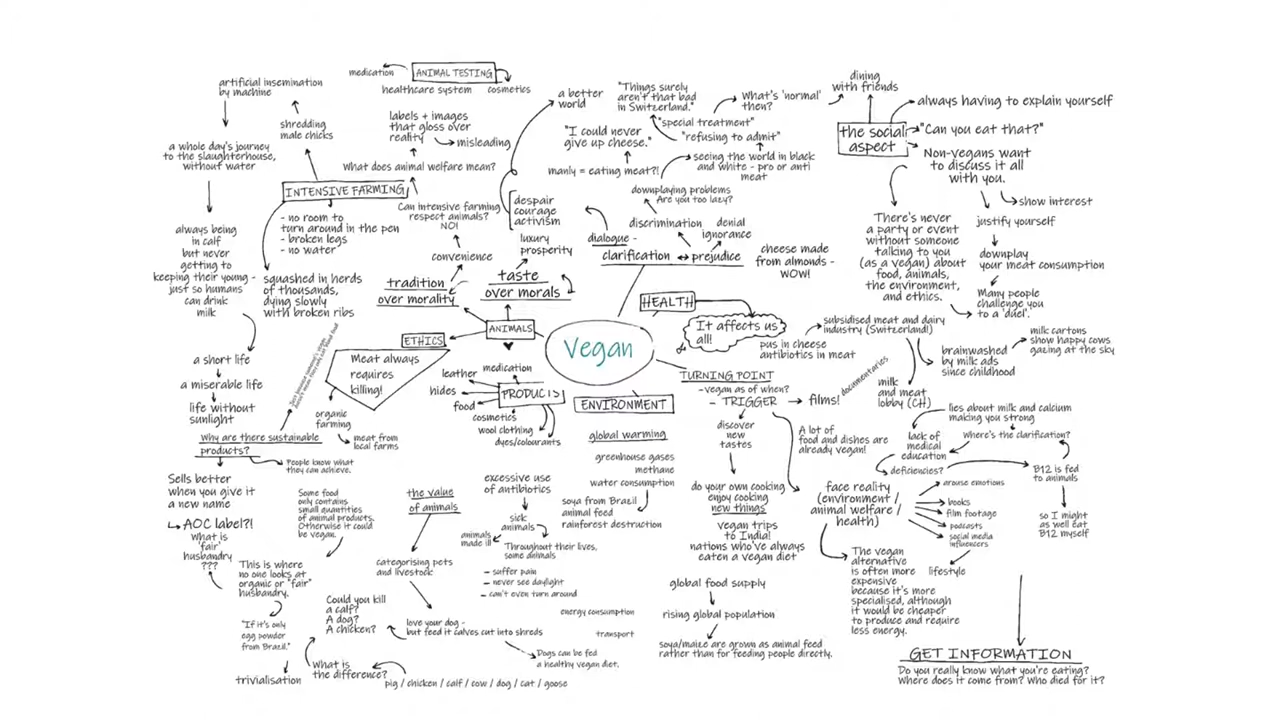 medication
ANIMAL TESTING
healthcare system
cosmetics
artificial insemination
by machine
shredding
male chicks
a whole day's journey
to the slaughterhouse,
without water
INTENSIVE FARMING
- no room to
turn around in the pen
- broken legs
- no water
always being
in calf
but never
getting to
keeping their young -
just so humans
can drink
milk
squashed in herds
of thousands,
dying slowly
with broken ribs
labels + images
that gloss over
reality
misleading
What does animal welfare mean?
Can intensive farming
respect animals?
NO!
convenience
tradition
over morality
a better
world
despair
courage
activism
luxury
prosperity
taste
over morals
"Things surely
aren't that bad
in Switzerland."
"I could never
give up cheese."
"special treatment"
"refusing to admit"
What's 'normal'
then?
manly = eating meat?!
seeing the world in black
and white - pro or anti
meat
downplaying problems
Are you too lazy?
discrimination
denial
ignorance
dialogue -
clarification
prejudice
cheese made
from almonds -
WOW!
dining
with friends
the social
aspect
always having to explain yourself
"Can you eat that?"
Non-vegans want
to discuss it all
with you.
show interest
justify yourself
downplay
your meat consumption
Many people
challenge you
to a 'duel'.
There's never
a party or event
without someone
talking to you
(as a vegan) about
food, animals,
the environment,
and ethics.
HEALTH
It affects us
all!
subsidised meat and dairy
industry (Switzerland!)
pus in cheese
antibiotics in meat
brainwashed
by milk ads
since childhood
milk cartons
show happy cows
gazing at the sky
milk
and meat
lobby (CH)
Vegan
ANIMALS
ETHICS
Meat always
requires
killing!
organic
farming
meat from
local farms
leather
medication
hides
PRODUCTS
food
cosmetics
wool clothing
dyes/colourants
a short life
a miserable life
life without
sunlight
Why are there sustainable
products?
People know what
they can achieve.
Sells better
when you give it
a new name
AOC label?!
What is
'fair'
husbandry
???
This is where
no one looks at
organic or "fair"
husbandry.
"If it's only
egg powder
from Brazil."
trivialisation
Some food
only contains
small quantities
of animal products.
Otherwise it could
be vegan.
Could you kill
a calf?
A dog?
A chicken?
What is
the difference?
pig / chicken / calf / cow / dog / cat / goose
the value
of animals
categorising pets
and livestock
love your dog -
but feed it calves cut into shreds
Dogs can be fed
a healthy vegan diet.
excessive use
of antibiotics
sick
animals
animals
made ill
Throughout their lives,
some animals
- suffer pain
- never see daylight
- can't even turn around
ENVIRONMENT
global warming
greenhouse gases
methane
water consumption
soya from Brazil
animal feed
rainforest destruction
energy consumption
transport
TURNING POINT
-vegan as of when?
- TRIGGER
films!
documentaries
discover
new
tastes
do your own cooking
enjoy cooking
new things
vegan trips
to India!
nations who've always
eaten a vegan diet
global food supply
rising global population
soya/maize are grown as animal feed
rather than for feeding people directly.
A lot of
food and dishes are
already vegan!
face reality
(environment /
animal welfare /
health)
arouse emotions
books
film footage
podcasts
social media
influencers
lifestyle
The vegan
alternative
is often more
expensive
because it's more
specialised, although
it would be cheaper
to produce and require
less energy.
lies about milk and calcium
making you strong
Where's the clarification?
lack of
medical
education
deficiencies?
B12 is fed
to animals
so I might
as well eat
B12 myself
GET INFORMATION
Do you really know what you're eating?
Where does it come from? Who died for it?